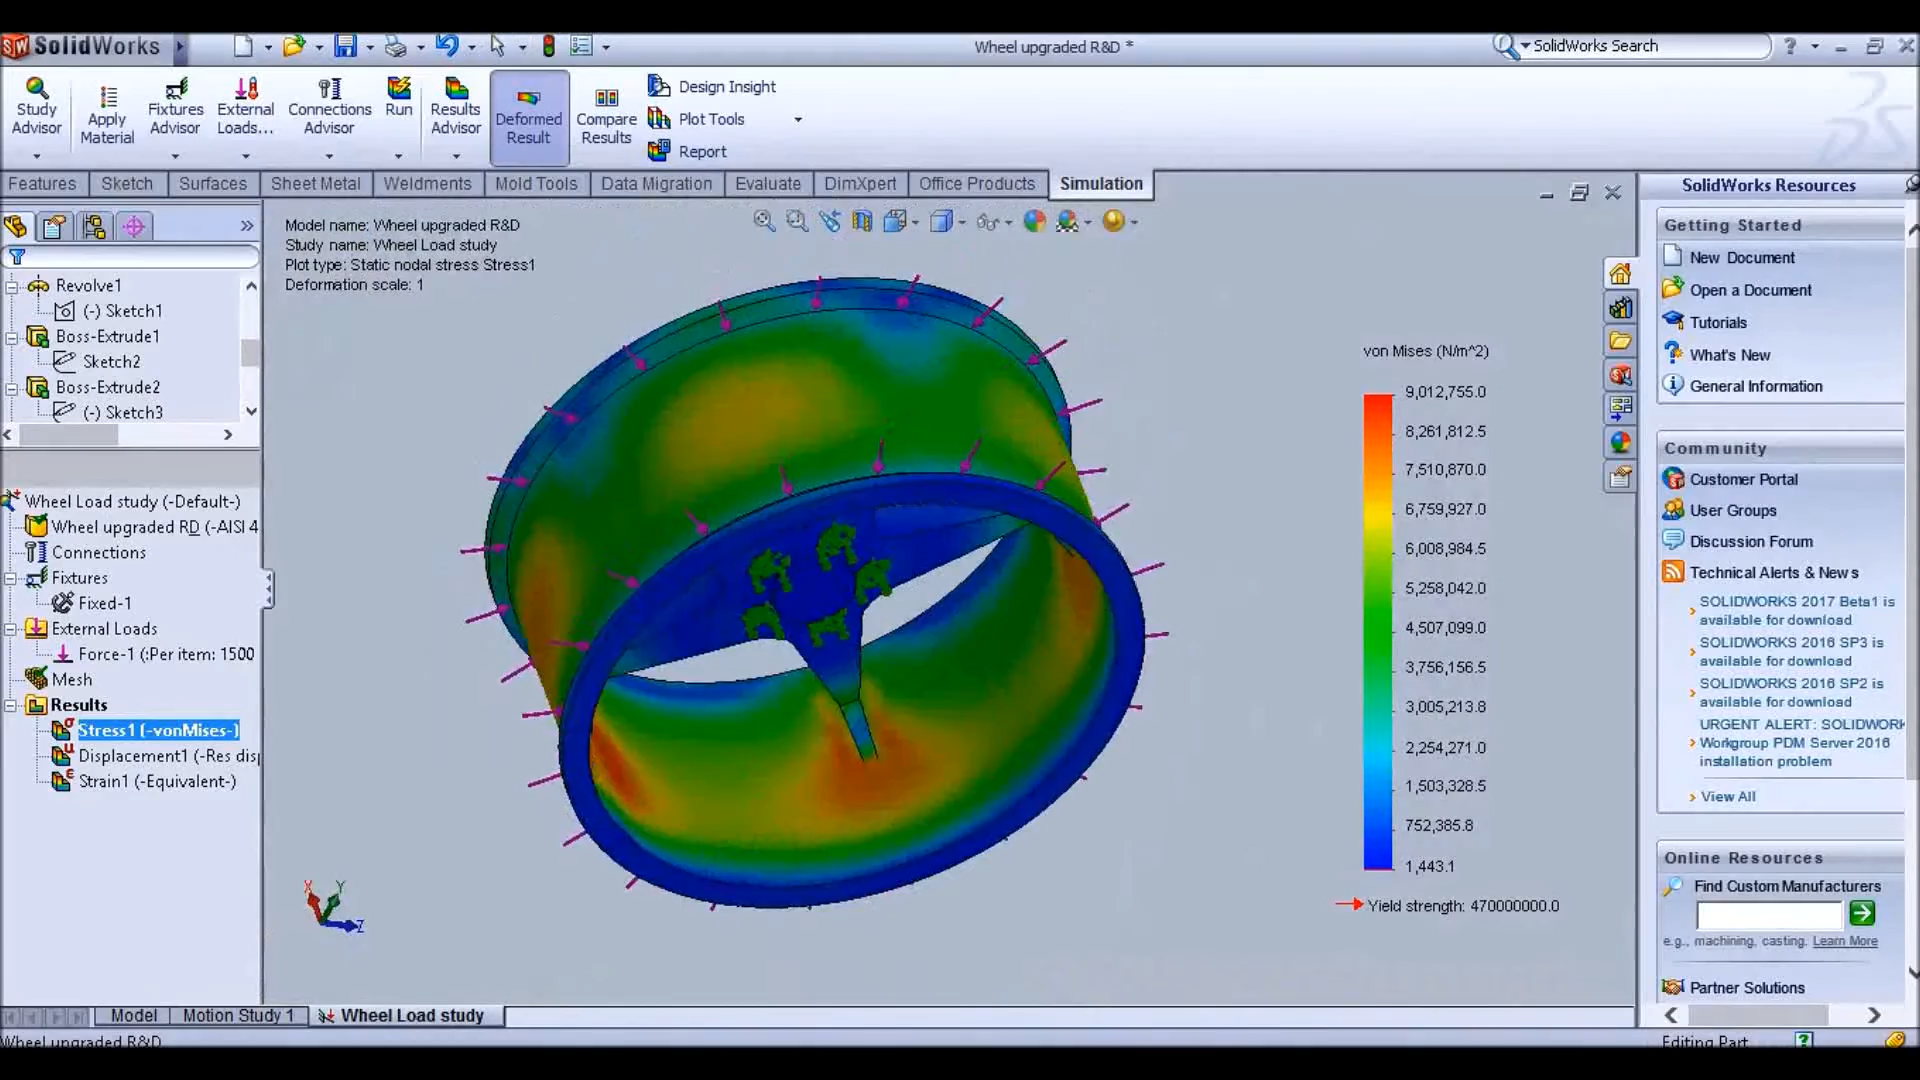 SolidWorks
Wheel upgraded R&D *
SolidWorks Search
Study Advisor
Apply Material
Fixtures Advisor
External Loads...
Connections Advisor
Run
Results Advisor
Deformed Result
Compare Results
Design Insight
Plot Tools
Report
Features
Sketch
Surfaces
Sheet Metal
Weldments
Mold Tools
Data Migration
Evaluate
DimXpert
Office Products
Simulation
Revolve1
(-) Sketch1
Boss-Extrude1
Sketch2
Boss-Extrude2
(-) Sketch3
Wheel Load study (-Default-)
Wheel upgraded RD (-AISI 4
Connections
Fixtures
Fixed-1
External Loads
Force-1 (:Per item: 1500
Mesh
Results
Stress1 (-vonMises-)
Displacement1 (-Res disp
Strain1 (-Equivalent-)
Model name: Wheel upgraded R&D
Study name: Wheel Load study
Plot type: Static nodal stress Stress1
Deformation scale: 1
von Mises (N/m^2)
9,012,755.0
8,261,812.5
7,510,870.0
6,759,927.0
6,008,984.5
5,258,042.0
4,507,099.0
3,756,156.5
3,005,213.8
2,254,271.0
1,503,328.5
752,385.8
1,443.1
Yield strength: 470000000.0
X
Y
Z
SolidWorks Resources
Getting Started
New Document
Open a Document
Tutorials
What's New
General Information
Community
Customer Portal
User Groups
Discussion Forum
Technical Alerts & News
SOLIDWORKS 2017 Beta1 is
available for download
SOLIDWORKS 2016 SP3 is
available for download
SOLIDWORKS 2016 SP2 is
available for download
URGENT ALERT: SOLIDWORK
Workgroup PDM Server 2016
installation problem
View All
Online Resources
Find Custom Manufacturers
e.g., machining, casting. Learn More
Partner Solutions
Model
Motion Study 1
Wheel Load study
Wheel upgraded R&D
Editing Part